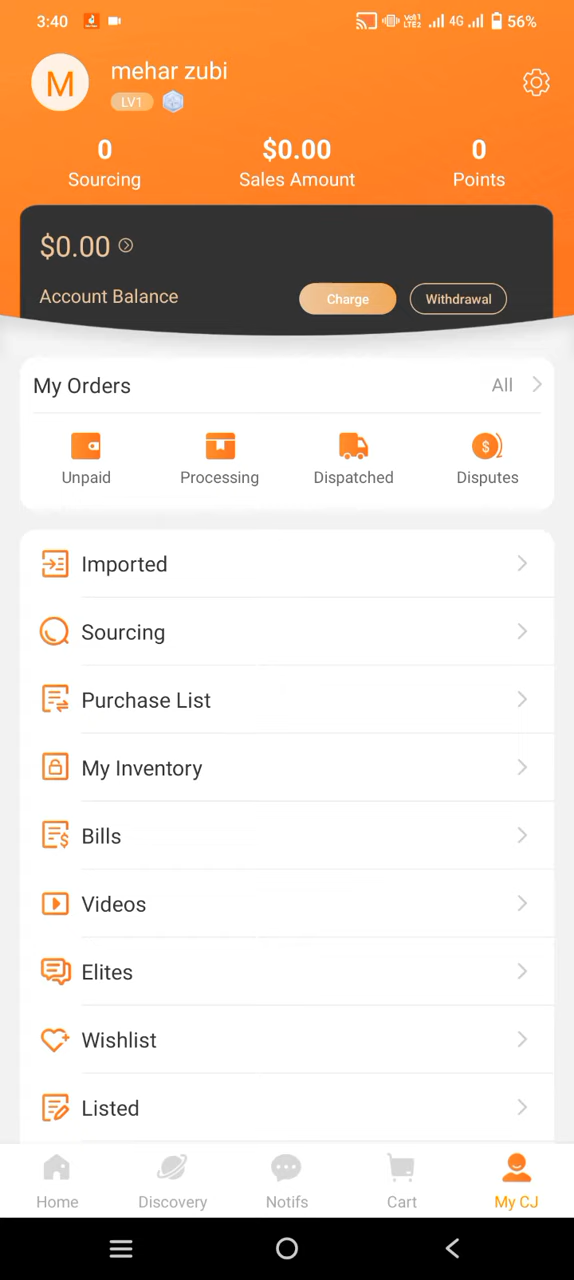 3:40 Vo51 LTE2 4G 56%
M
mehar zubi
LV1
0 $0.00 0
Sourcing Sales Amount Points
$0.00
Account Balance Charge Withdrawal
My Orders All
Unpaid Processing Dispatched Disputes
Imported
Sourcing
Purchase List
My Inventory
Bills
Videos
Elites
Wishlist
Listed
Home Discovery Notifs Cart My CJ